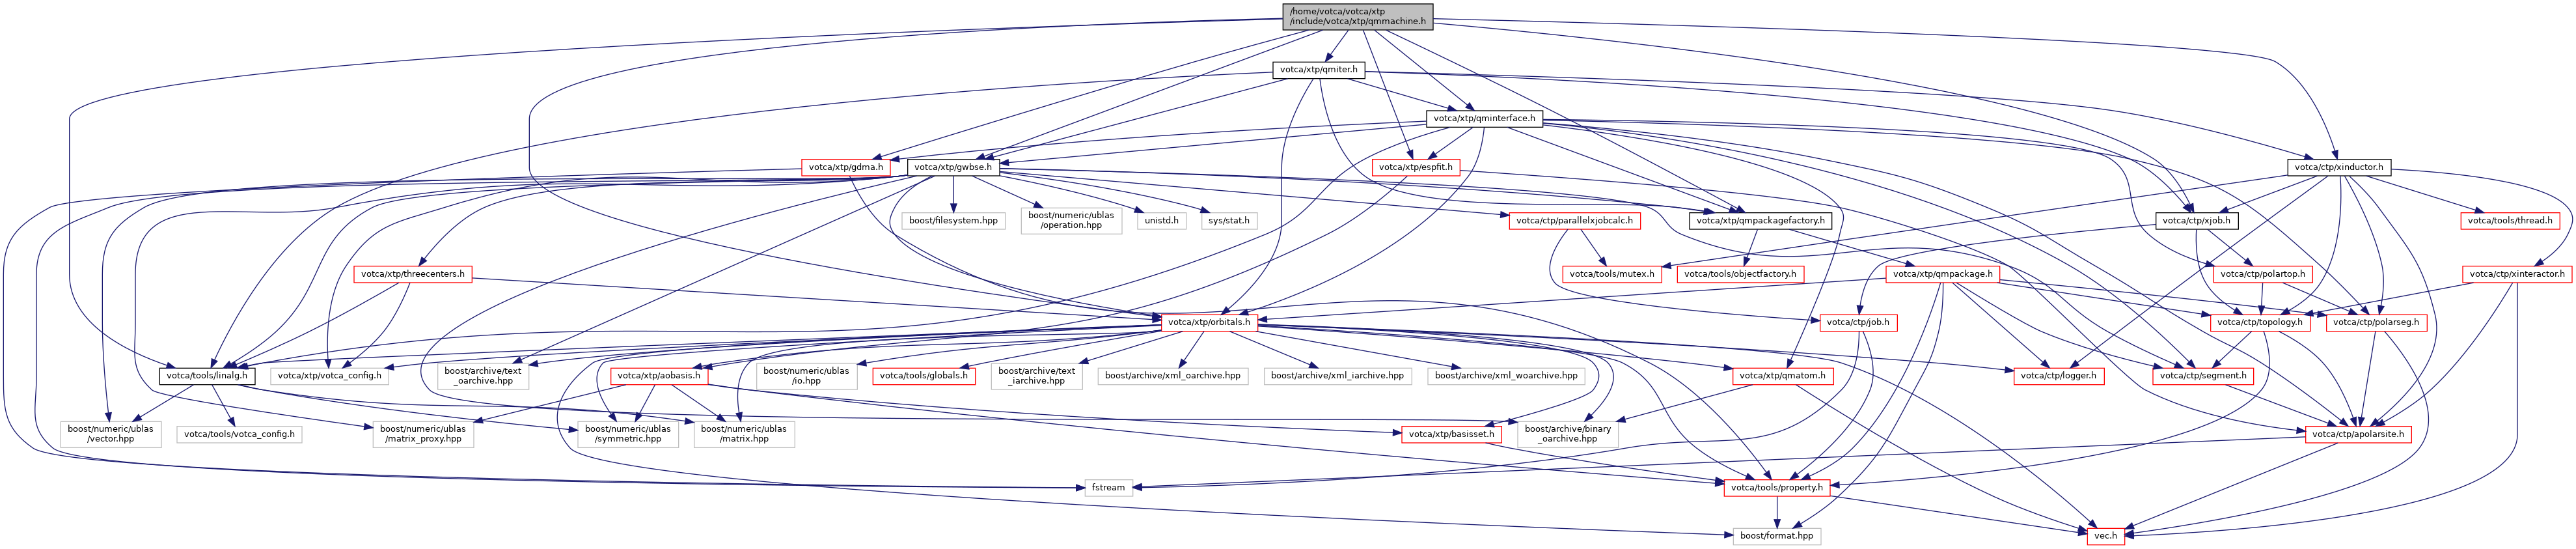 /home/votca/votca/xtp
/include/votca/xtp/qmmachine.h
votca/xtp/qmiter.h
votca/xtp/qminterface.h
votca/xtp/gdma.h
votca/xtp/gwbse.h
votca/xtp/espfit.h
votca/ctp/xinductor.h
boost/filesystem.hpp
boost/numeric/ublas
/operation.hpp
unistd.h
sys/stat.h
votca/ctp/parallelxjobcalc.h
votca/xtp/qmpackagefactory.h
votca/ctp/xjob.h
votca/tools/thread.h
votca/xtp/threecenters.h
votca/tools/mutex.h
votca/tools/objectfactory.h
votca/xtp/qmpackage.h
votca/ctp/polartop.h
votca/ctp/xinteractor.h
votca/xtp/orbitals.h
votca/ctp/job.h
votca/ctp/topology.h
votca/ctp/polarseg.h
votca/tools/linalg.h
votca/xtp/votca_config.h
boost/archive/text
_oarchive.hpp
votca/xtp/aobasis.h
boost/numeric/ublas
/io.hpp
votca/tools/globals.h
boost/archive/text
_iarchive.hpp
boost/archive/xml_oarchive.hpp
boost/archive/xml_iarchive.hpp
boost/archive/xml_woarchive.hpp
votca/xtp/qmatom.h
votca/ctp/logger.h
votca/ctp/segment.h
boost/numeric/ublas
/vector.hpp
votca/tools/votca_config.h
boost/numeric/ublas
/matrix_proxy.hpp
boost/numeric/ublas
/symmetric.hpp
boost/numeric/ublas
/matrix.hpp
votca/xtp/basisset.h
boost/archive/binary
_oarchive.hpp
votca/ctp/apolarsite.h
fstream
votca/tools/property.h
boost/format.hpp
vec.h